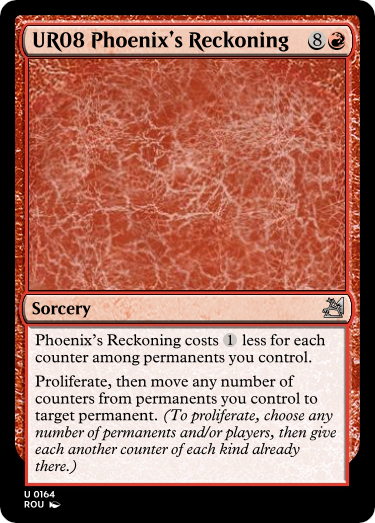 UR08 Phoenix's Reckoning 8
Sorcery
Phoenix's Reckoning costs 1 less for each
counter among permanents you control.
Proliferate, then move any number of
counters from permanents you control to
target permanent. (To proliferate, choose any
number of permanents and/or players, then give
each another counter of each kind already
there.)
U 0164
ROU